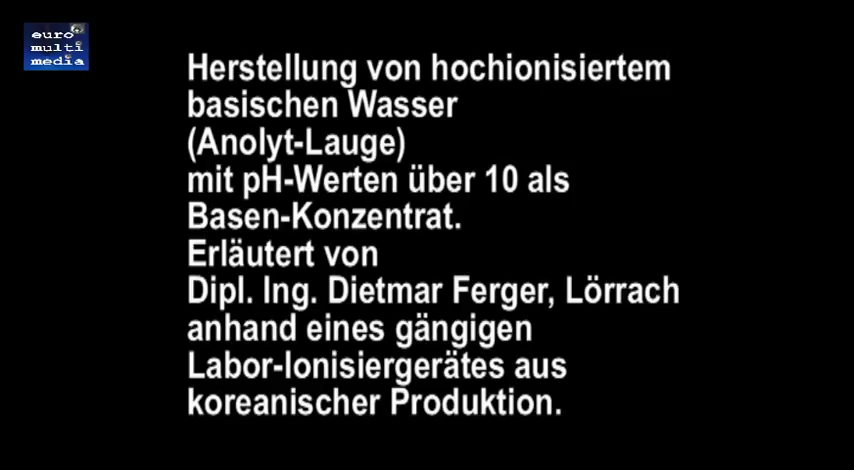 euro
multi
media
Herstellung von hochionisiertem
basischen Wasser
(Anolyt-Lauge)
mit pH-Werten über 10 als
Basen-Konzentrat.
Erläutert von
Dipl. Ing. Dietmar Ferger, Lörrach
anhand eines gängigen
Labor-Ionisiergerätes aus
koreanischer Produktion.